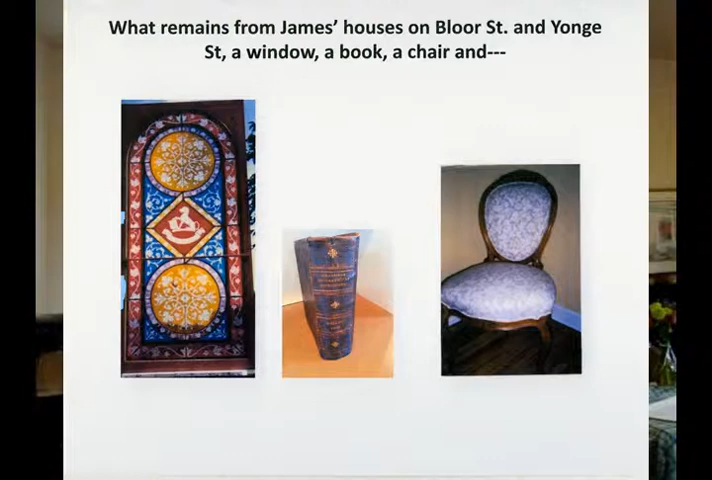 What remains from James’ houses on Bloor St. and Yonge
St, a window, a book, a chair and---